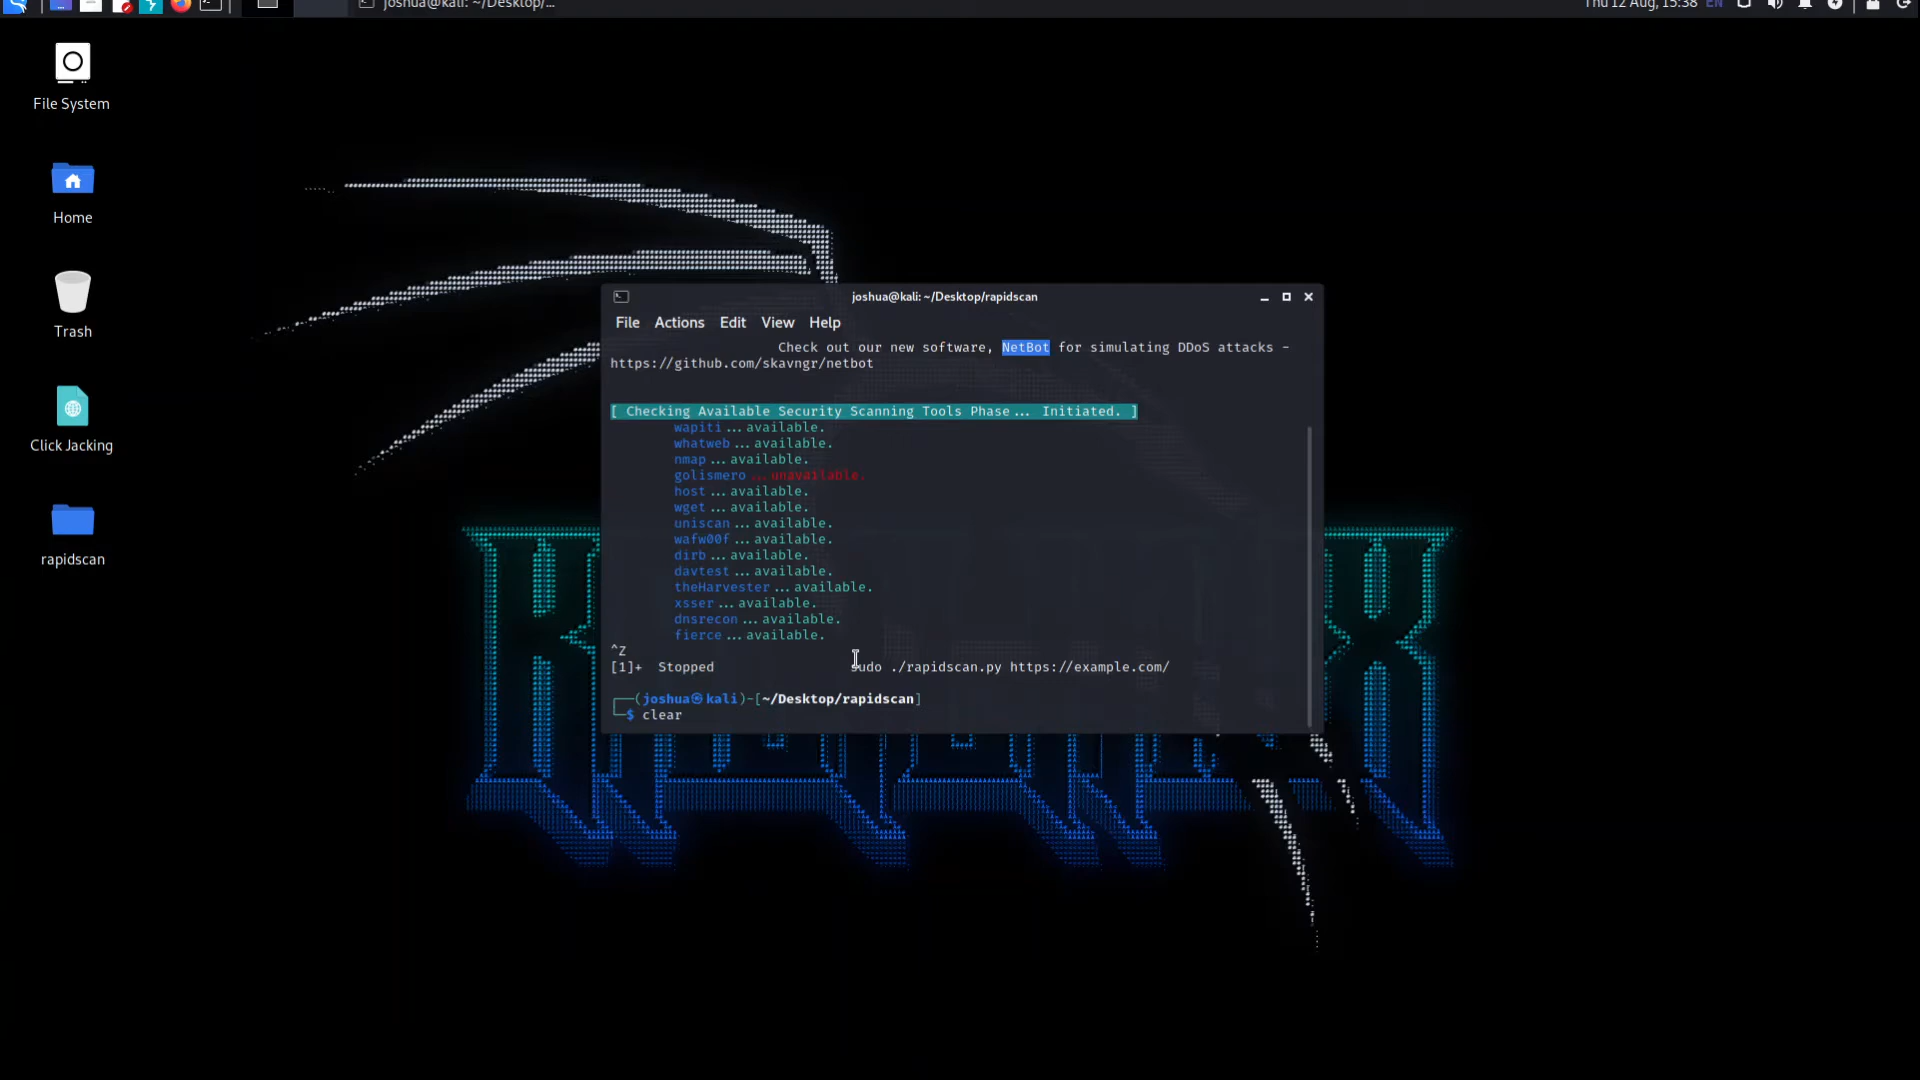 joshua@kali: ~/Desktop/...
Thu 12 Aug, 15:38
EN
File System
Home
Trash
Click Jacking
rapidscan
joshua@kali: ~/Desktop/rapidscan
File Actions Edit View Help
Check out our new software, NetBot for simulating DDoS attacks -
https://github.com/skavngr/netbot
[ Checking Available Security Scanning Tools Phase... Initiated. ]
wapiti...available.
whatweb...available.
nmap...available.
golismero...unavailable.
host...available.
wget...available.
uniscan...available.
wafw00f...available.
dirb...available.
davtest...available.
theHarvester...available.
xsser...available.
dnsrecon...available.
fierce...available.
^Z
[1]+  Stopped                 sudo ./rapidscan.py https://example.com/
┌──(joshua㉿kali)-[~/Desktop/rapidscan]
└─$ clear